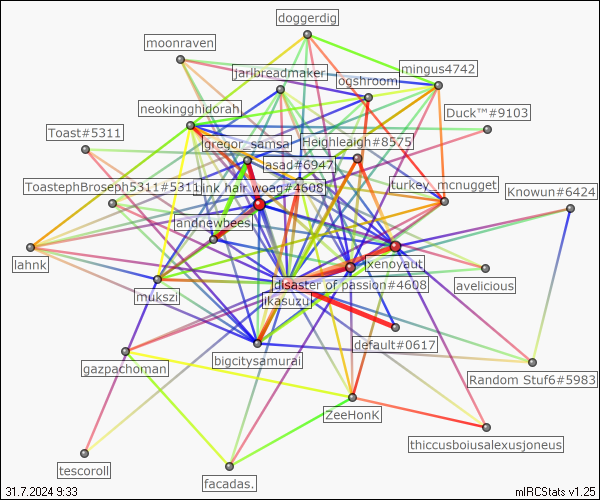 doggerdig
moonraven
jaribreadmaker
mingus4742
ogshroom
neokingghidorah
Duck™#9103
Toast#5311
gregor_samsa
Heighleaigh#8575
asad#6947
ToastephBroseph5311#5311
Link hair woag#4608
turkey_mcnugget
Knowun#6424
andnewbees
xenoyaut
lahnk
disaster of passion#4608
avelicious
mukszi
ikasuzu
default#0617
bigcitysamurai
gazpachoman
Random Stuf6#5983
ZeeHonK
thiccusboiusalexusjoneus
tescoroll
facadas.
31.7.2024 9:33
mIRCStats v1.25